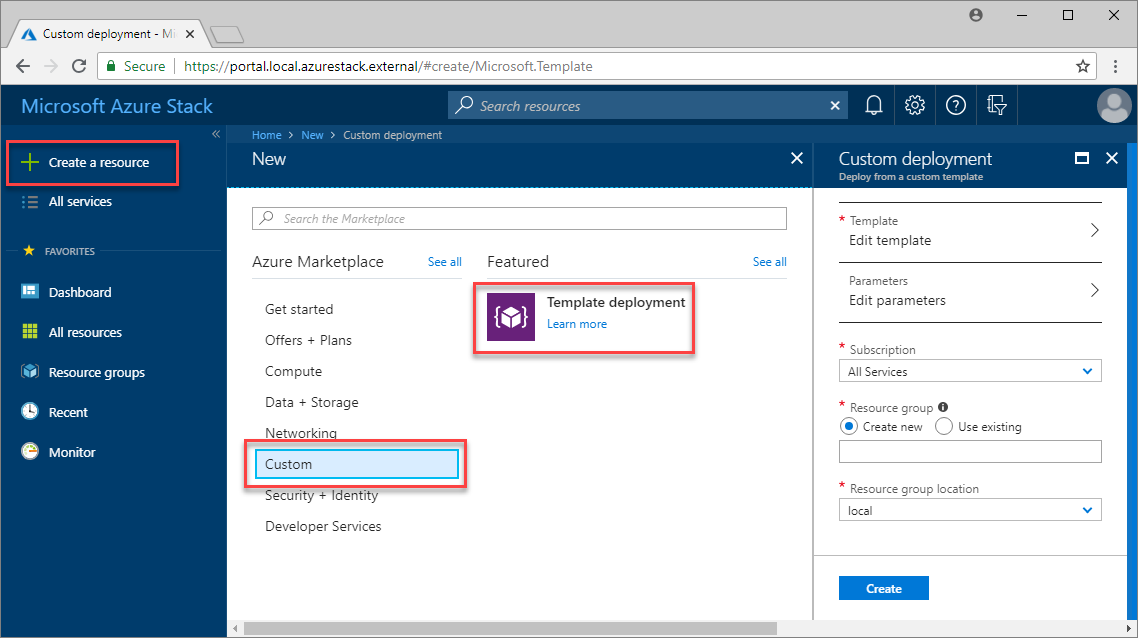 Custom deployment - Mi
Secure
https://portal.local.azurestack.external/#create/Microsoft.Template
Microsoft Azure Stack
Search resources
Create a resource
All services
FAVORITES
Dashboard
All resources
Resource groups
Recent
Monitor
Home > New > Custom deployment
New
Search the Marketplace
Azure Marketplace
See all
Get started
Offers + Plans
Compute
Data + Storage
Networking
Custom
Security + Identity
Developer Services
Featured
See all
Template deployment
Learn more
Custom deployment
Deploy from a custom template
* Template
Edit template
Parameters
Edit parameters
* Subscription
All Services
* Resource group
Create new
Use existing
* Resource group location
local
Create